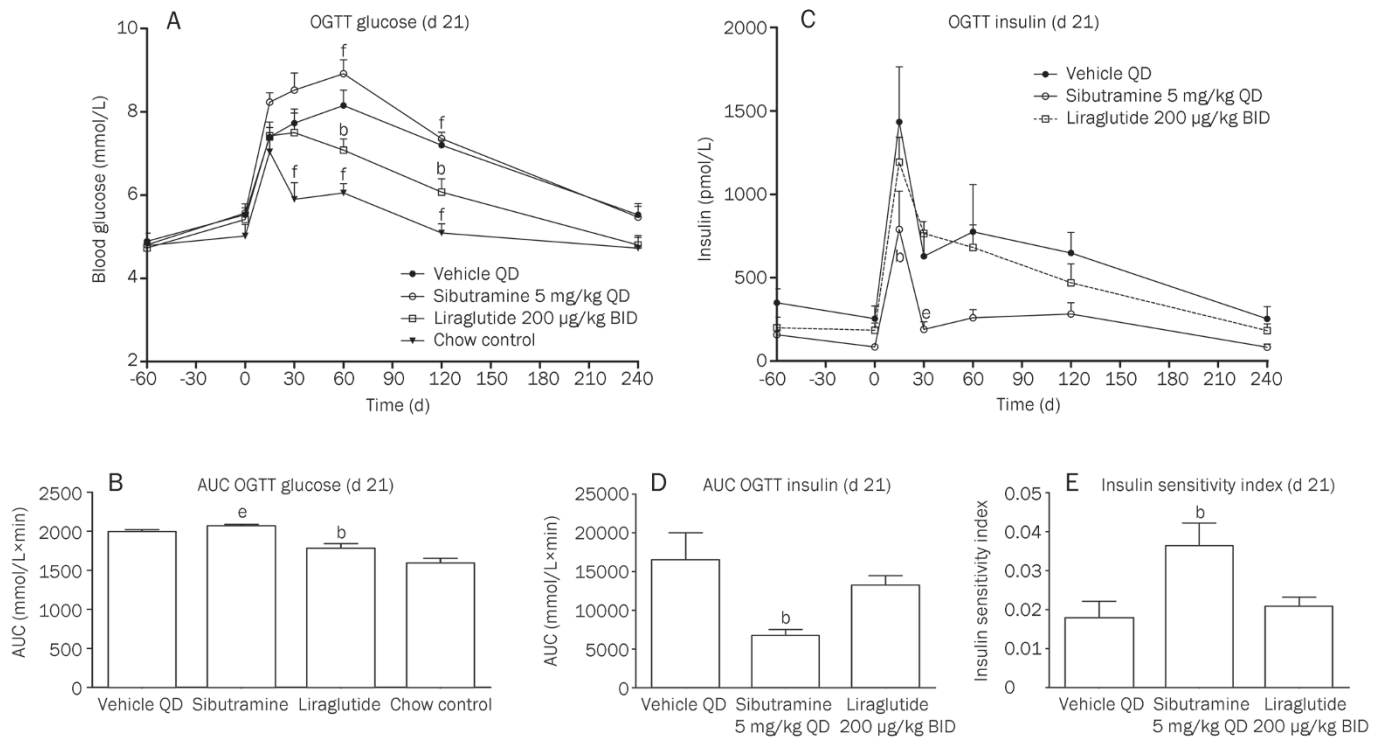 A
OGTT glucose (d 21)
Blood glucose (mmol/L)
10
8
6
4
2
f
f
b
b
f
f
f
Vehicle QD
Sibutramine 5 mg/kg QD
Liraglutide 200 µg/kg BID
Chow control
-60 -30 0 30 60 90 120 150 180 210 240
Time (d)
C
OGTT insulin (d 21)
Insulin (pmol/L)
2000
1500
1000
500
0
Vehicle QD
Sibutramine 5 mg/kg QD
Liraglutide 200 µg/kg BID
b
e
-60 -30 0 30 60 90 120 150 180 210 240
Time (d)
B
AUC OGTT glucose (d 21)
AUC (mmol/L×min)
2500
2000
1500
1000
500
0
e
b
Vehicle QD Sibutramine Liraglutide Chow control
D
AUC OGTT insulin (d 21)
AUC (mmol/L×min)
25000
20000
15000
10000
5000
0
b
Vehicle QD Sibutramine Liraglutide
5 mg/kg QD 200 µg/kg BID
E
Insulin sensitivity index (d 21)
Insulin sensitivity index
0.05
0.04
0.03
0.02
0.01
0
b
Vehicle QD Sibutramine Liraglutide
5 mg/kg QD 200 µg/kg BID